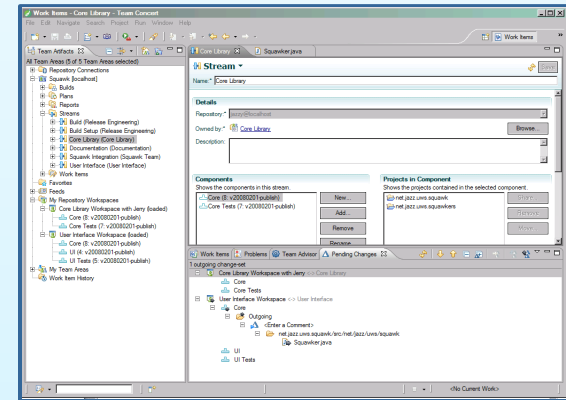 Work Items - Core Library - Team Concert
File Edit Navigate Search Project Run Window Help
Work Items
Team Artifacts
All Team Areas (5 of 5 Team Areas selected)
Repository Connections
Squawk [localhost]
Builds
Plans
Reports
Streams
Build (Release Engineering)
Build Setup (Release Engineering)
Core Library (Core Library)
Documentation (Documentation)
Squawk Integration (Squawk Team)
User Interface (User Interface)
Work Items
Favorites
Feeds
My Repository Workspaces
Core Library Workspace with Jerry (loaded)
Core (8: v20080201-publish)
Core Tests (7: v20080201-publish)
User Interface Workspace (loaded)
Core (8: v20080201-publish)
UI (4: v20080201-publish)
UI Tests (5: v20080201-publish)
My Team Areas
Work Item History
Core Library
Squawker.java
Stream
Save
Name:* Core Library
Details
Repository:* jason@localhost
Owned by:* Core Library
Browse...
Description:
Components
Shows the components in this stream.
Core (8: v20080201-publish)
Core Tests (7: v20080201-publish)
New...
Add...
Remove
Rename
Projects in Component
Shows the projects contained in the selected component.
net.jazz.uws.squawk
net.jazz.uws.squawkers
Share
Remove
Move
Work Items
Problems
Team Advisor
Pending Changes
1 outgoing change-set
Core Library Workspace with Jerry <-> Core Library
Core
Core Tests
User Interface Workspace <-> User Interface
Core
Outgoing
<Enter a Comment>
net.jazz.uws.squawk/src/net/jazz/uws/squawk
Squawker.java
UI
UI Tests
<No Current Work>